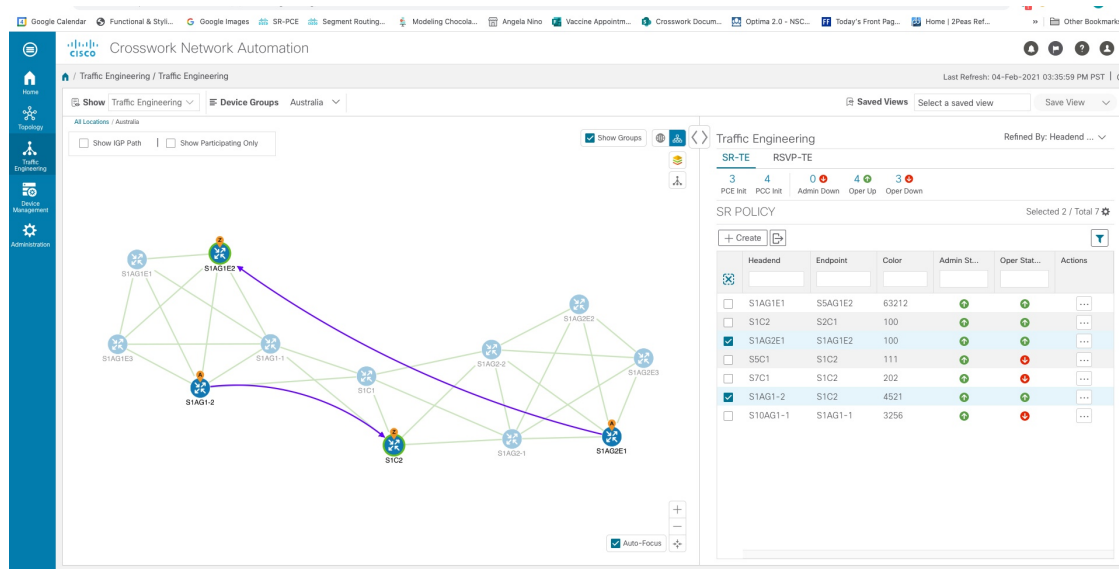 Google Calendar Functional & Styli... Google Images SR-PCE Segment Routing... Modeling Chocola... Angela Nino Vaccine Appointm... Crosswork Docum... Optima 2.0 - NSC... Today's Front Pag... Home | 2Peas Ref... » Other Bookmarks
CISCO Crosswork Network Automation
/ Traffic Engineering / Traffic Engineering Last Refresh: 04-Feb-2021 03:35:59 PM PST |
Home
Topology
Traffic Engineering
Device Management
Administration
Show Traffic Engineering Device Groups Australia Saved Views Select a saved view Save View
All Locations / Australia
Show IGP Path | Show Participating Only Show Groups
S1AG1E1
Z
S1AG1E2
S1AG2E2
S1AG1E3
S1AG1-1
S1AG2-2
S1AG2E3
A
S1AG1-2
S1C1
Z
S1C2
S1AG2-1
A
S1AG2E1
Auto-Focus
Traffic Engineering Refined By: Headend ...
SR-TE RSVP-TE
3 4 0 4 3
PCE Init PCC Init Admin Down Oper Up Oper Down
SR POLICY Selected 2 / Total 7
+ Create
Headend Endpoint Color Admin St... Oper Stat... Actions
S1AG1E1 S5AG1E2 63212 ...
S1C2 S2C1 100 ...
S1AG2E1 S1AG1E2 100 ...
S5C1 S1C2 111 ...
S7C1 S1C2 202 ...
S1AG1-2 S1C2 4521 ...
S10AG1-1 S1AG1-1 3256 ...